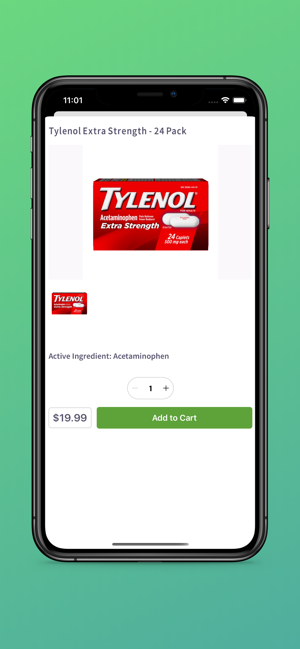 11:01
Tylenol Extra Strength - 24 Pack
TYLENOL
Acetaminophen
Extra Strength
24 Caplets
500 mg each
TYLENOL
Active Ingredient: Acetaminophen
1
$19.99
Add to Cart